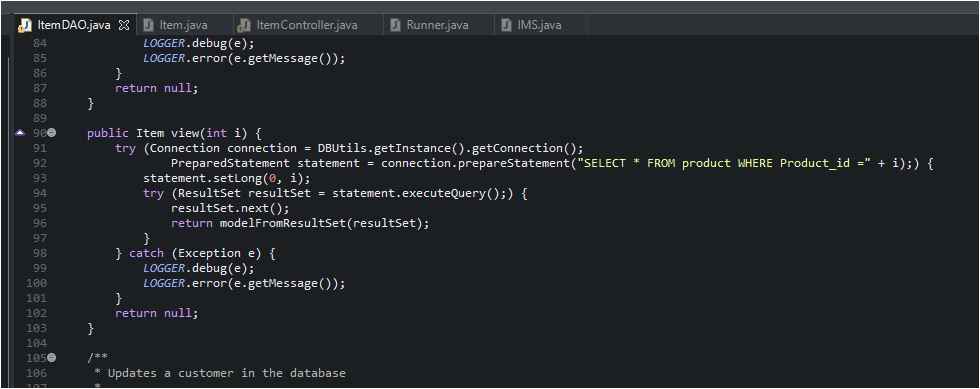 ItemDAO.java Item.java ItemController.java Runner.java IMS.java
84 LOGGER.debug(e);
85 LOGGER.error(e.getMessage());
86 }
87 return null;
88 }
89
90 public Item view(int i) {
91 try (Connection connection = DBUtils.getInstance().getConnection();
92 PreparedStatement statement = connection.prepareStatement("SELECT * FROM product WHERE Product_id =" + i);) {
93 statement.setLong(0, i);
94 try (ResultSet resultSet = statement.executeQuery();) {
95 resultSet.next();
96 return modelFromResultSet(resultSet);
97 }
98 } catch (Exception e) {
99 LOGGER.debug(e);
100 LOGGER.error(e.getMessage());
101 }
102 return null;
103 }
104
105 /**
106 * Updates a customer in the database
107 *